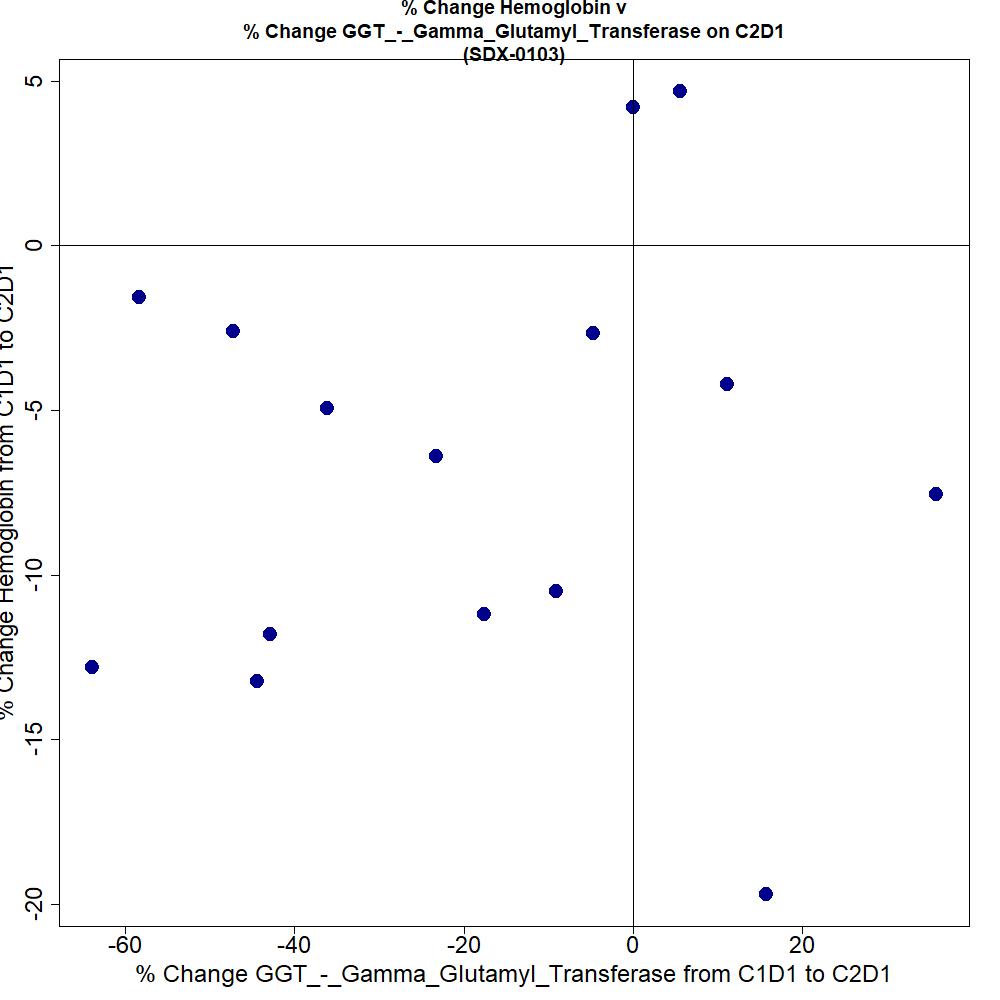 % Change Hemoglobin v
% Change GGT_-_Gamma_Glutamyl_Transferase on C2D1
(SDX-0103)
% Change Hemoglobin from C1D1 to C2D1
5
0
-5
-10
-15
-20
-60
-40
-20
0
20
% Change GGT_-_Gamma_Glutamyl_Transferase from C1D1 to C2D1